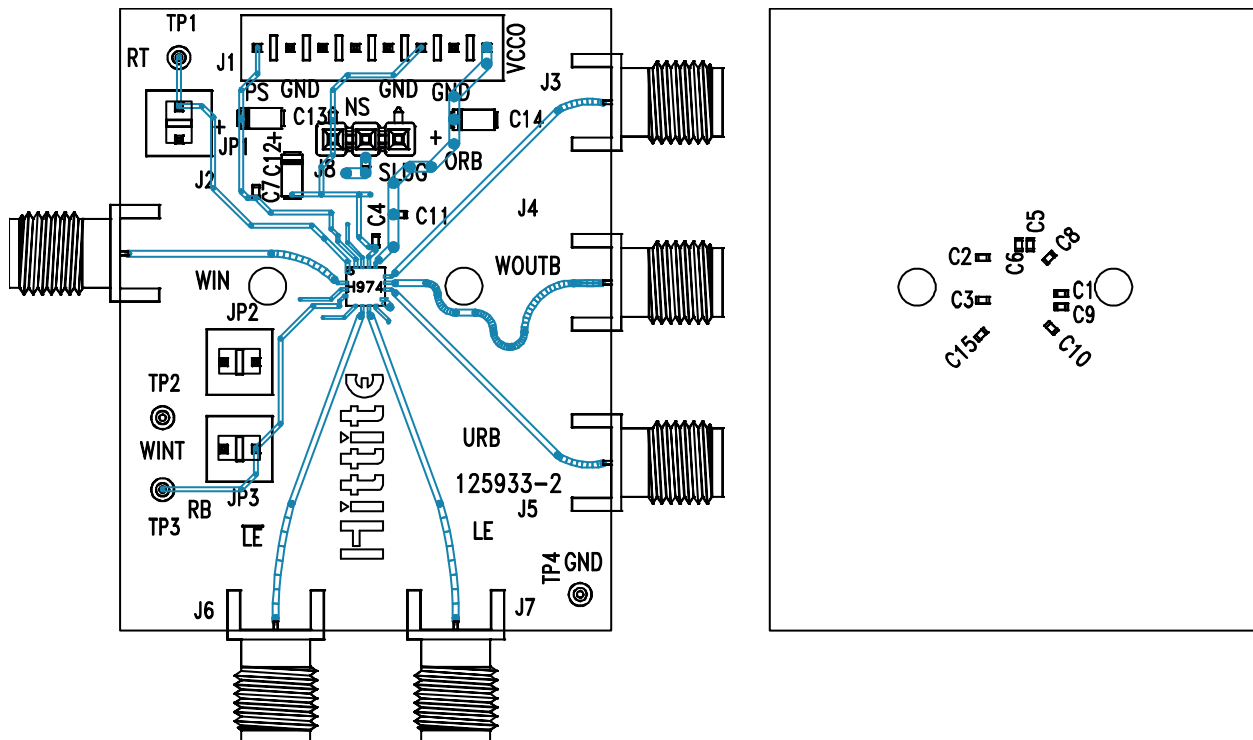 TP1
RT
J1
VCCO
J3
PS
GND
GND
GND
C13
NS
C14
+
JP1
+
+
ORB
C12
J8
SLDG
J2
C7
C4
C11
J4
WIN
WOUTB
H974
JP2
TP2
WINT
URB
Hittite
125933-2
JP3
RB
TP3
J5
LE
LE
TP4
GND
J6
J7
C5
C6
C2
C8
C3
C1
C9
C15
C10